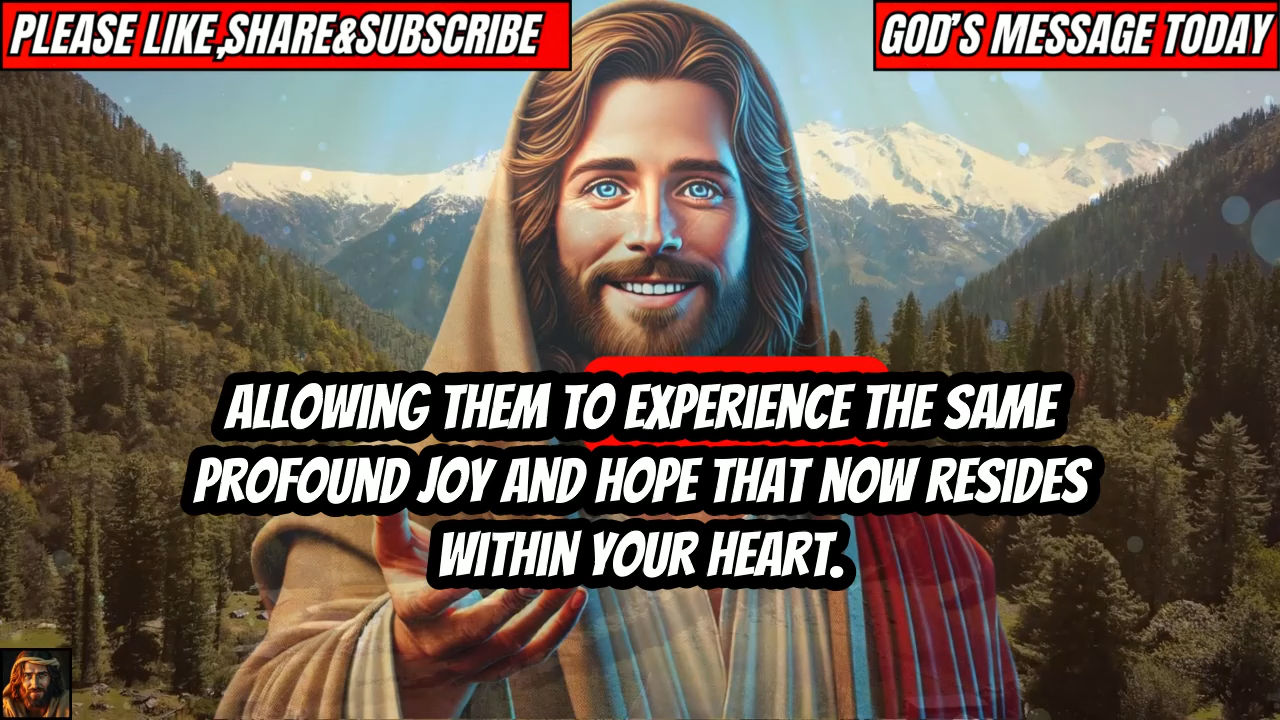 PLEASE LIKE,SHARE&SUBSCRIBE
GOD'S MESSAGE TODAY
ALLOWING THEM TO EXPERIENCE THE SAME
PROFOUND JOY AND HOPE THAT NOW RESIDES
WITHIN YOUR HEART.